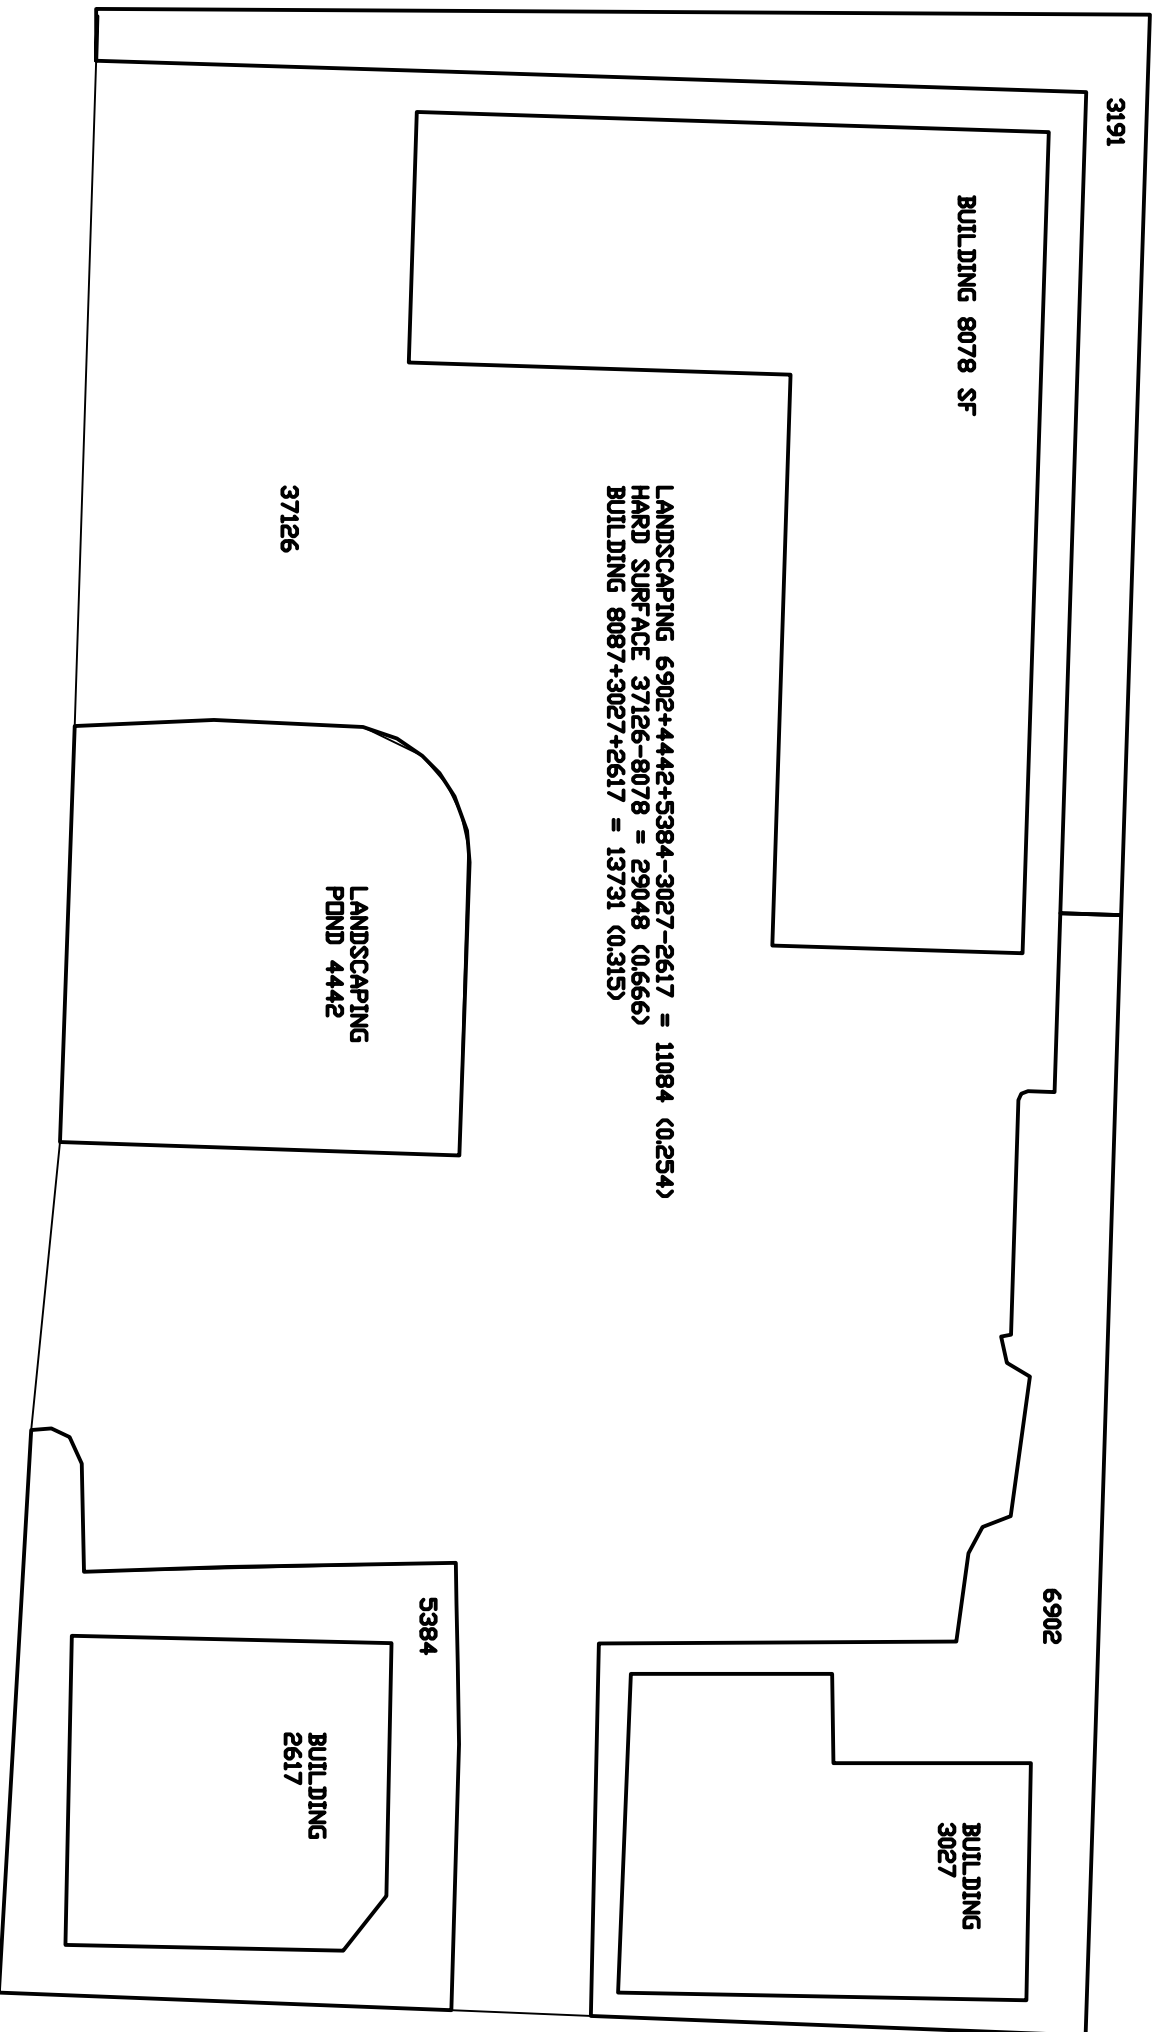 3191
BUILDING 8078 SF
LANDSCAPING 6902+4442+5384-3027-2617 = 11084 (0.254)
HARD SURFACE 37126-8078 = 29048 (0.666)
BUILDING 8087+3027+2617 = 13731 (0.315)
37126
LANDSCAPING
POND 4442
6902
5384
BUILDING
3027
BUILDING
2617